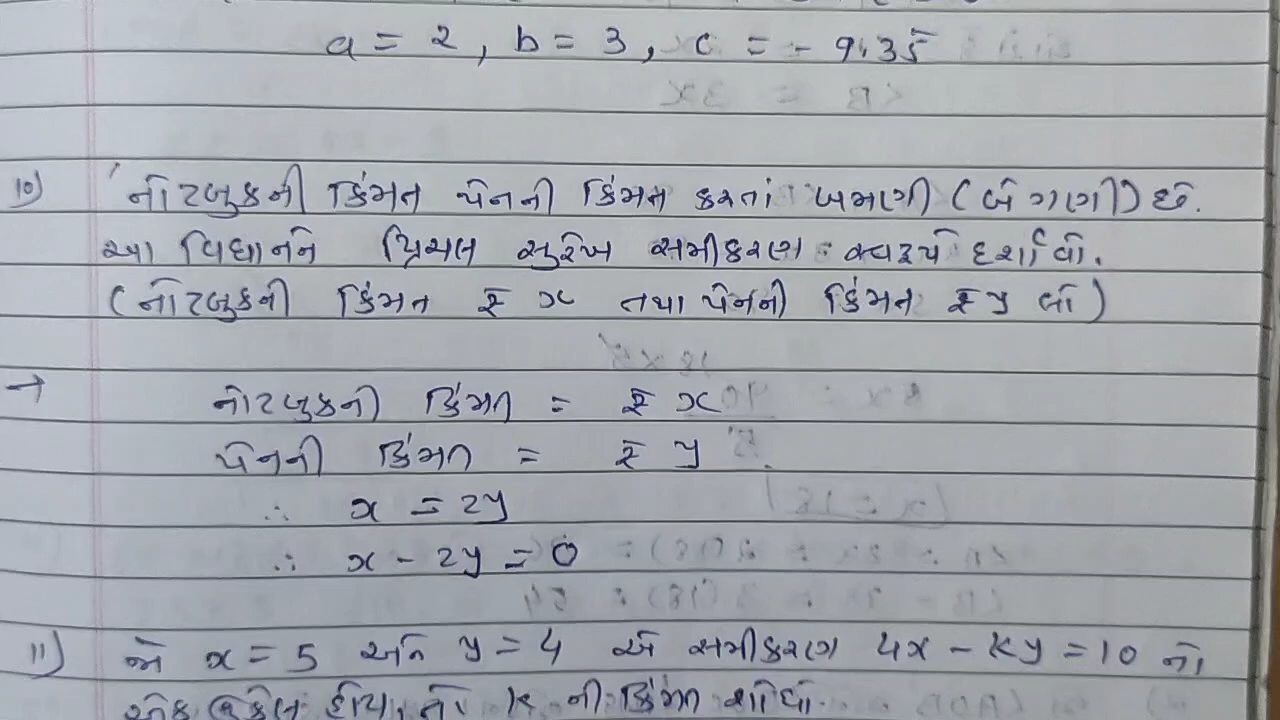 a = 2, b = 3, c = - 9.35
10) નોટબુકની કિંમત પેનની કિંમત કરતાં બમણી (બે ગણી) છે.
આ વિધાનને દ્વિચલ સુરેખ સમીકરણ સ્વરૂપે દર્શાવો.
(નોટબુકની કિંમત ₹ x તથા પેનની કિંમત ₹ y લો)
→ નોટબુકની કિંમત = ₹ x
પેનની કિંમત = ₹ y.
∴ x = 2y
∴ x - 2y = 0
11) જો x = 5 અને y = 4 એ સમીકરણ 4x - ky = 10 નો
એક ઉકેલ હોય, તો k ની કિંમત શોધો.